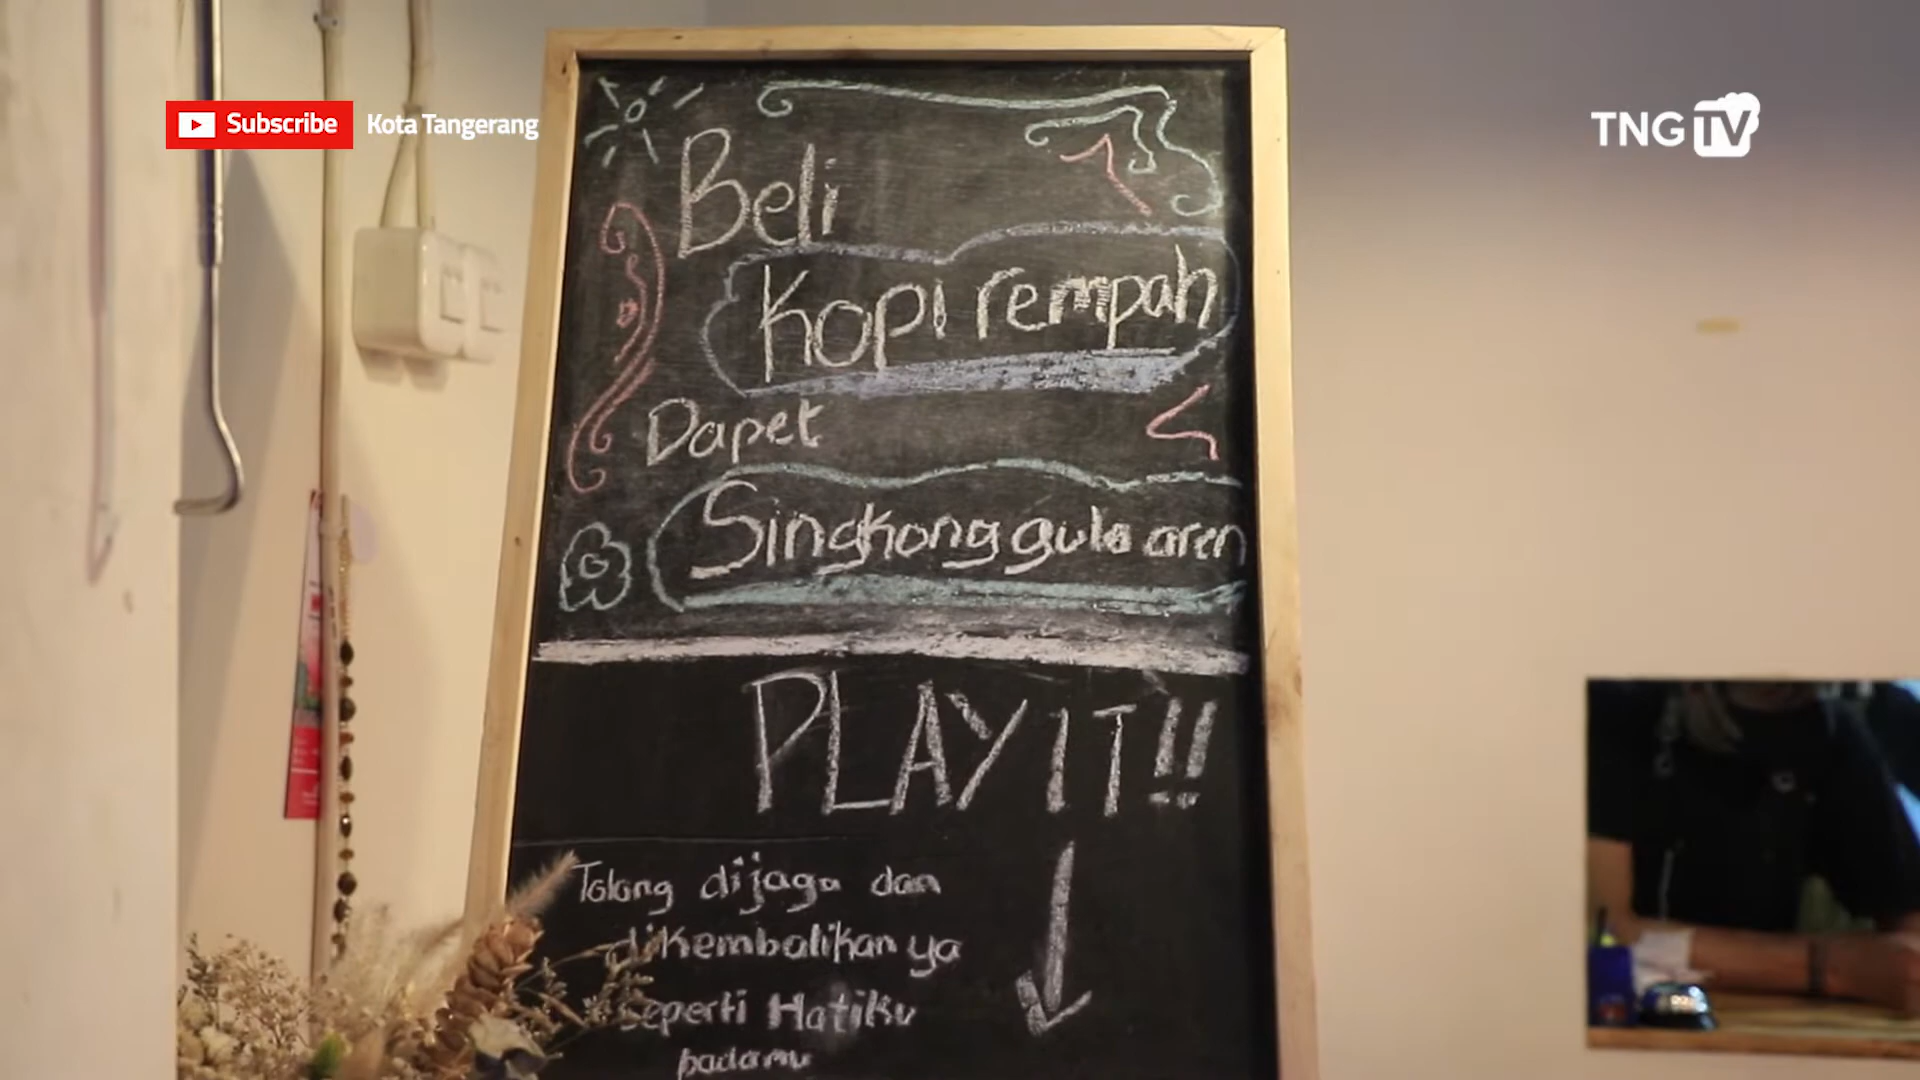 Subscribe Kota Tangerang
TNG TV
Beli
Kopi rempah
Dapet
Singkong gula aren
PLAY IT!!
Tolong dijaga dan
dikembalikan ya
Seperti Hatiku
padamu